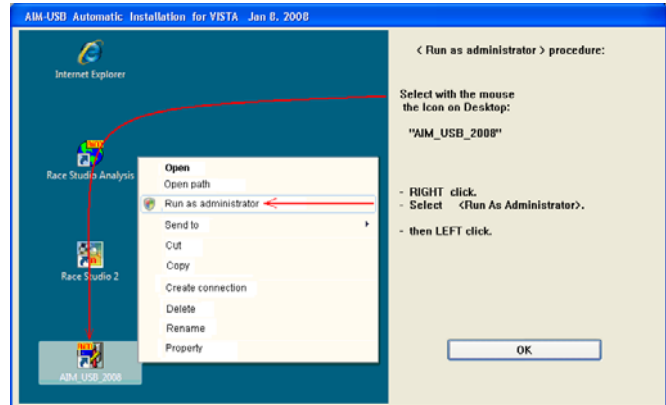 AIM-USB Automatic Installation for VISTA Jan 8. 2008
Internet Explorer
Race Studio Analysis
Race Studio 2
AIM_USB_2008
Open
Open path
Run as administrator
Send to
Cut
Copy
Create connection
Delete
Rename
Property
< Run as administrator > procedure:
Select with the mouse
the Icon on Desktop:
"AIM_USB_2008"
- RIGHT click.
- Select <Run As Administrator>.
- then LEFT click.
OK